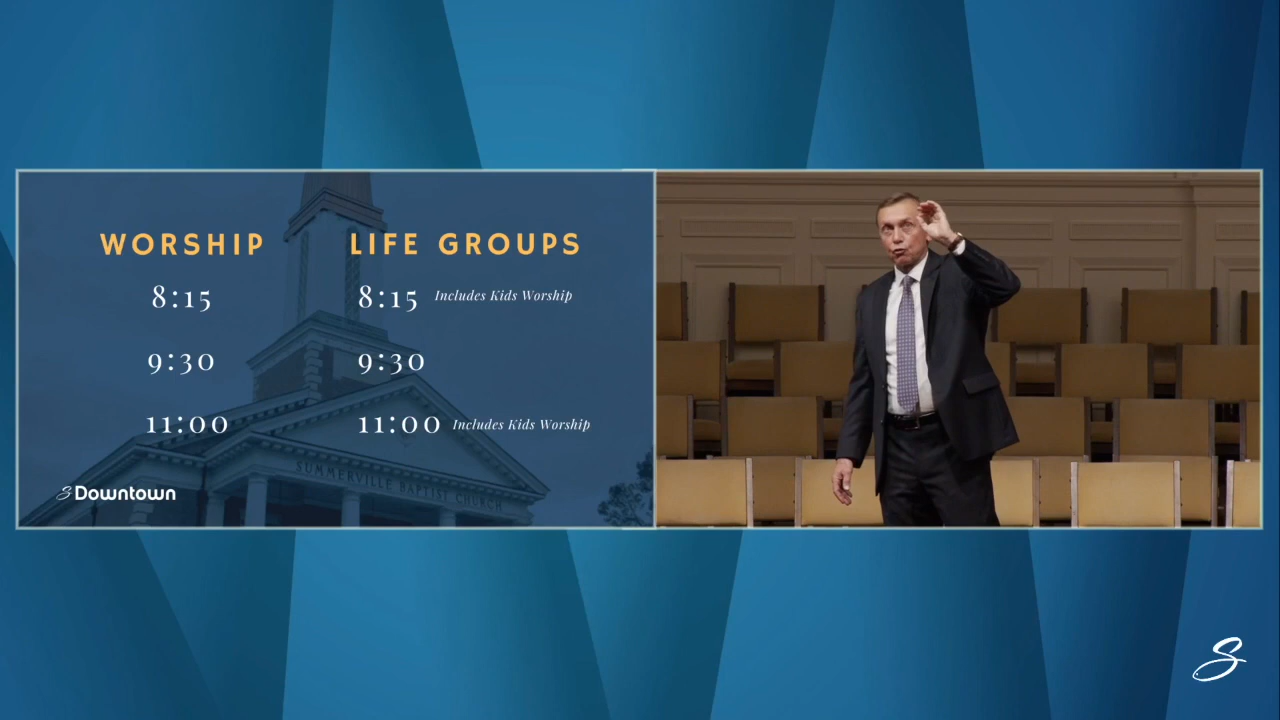 WORSHIP
LIFE GROUPS
8:15
8:15 Includes Kids Worship
9:30
9:30
11:00
11:00 Includes Kids Worship
SUMMERVILLE BAPTIST CHURCH
S Downtown
S